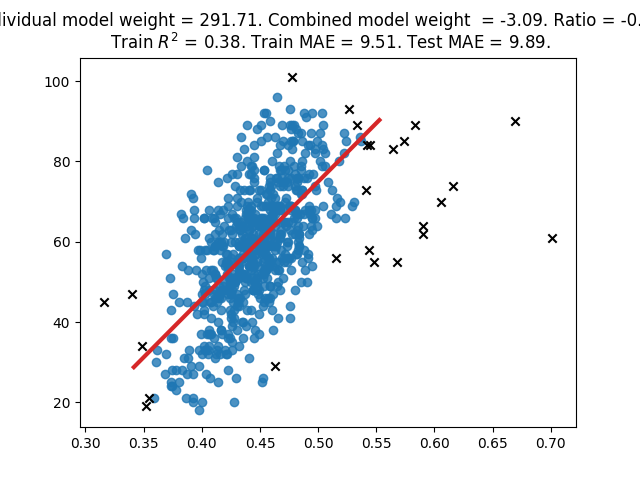 dividual model weight = 291.71. Combined model weight  = -3.09. Ratio = -0.
Train R² = 0.38. Train MAE = 9.51. Test MAE = 9.89.
100
80
60
40
20
0.30 0.35 0.40 0.45 0.50 0.55 0.60 0.65 0.70